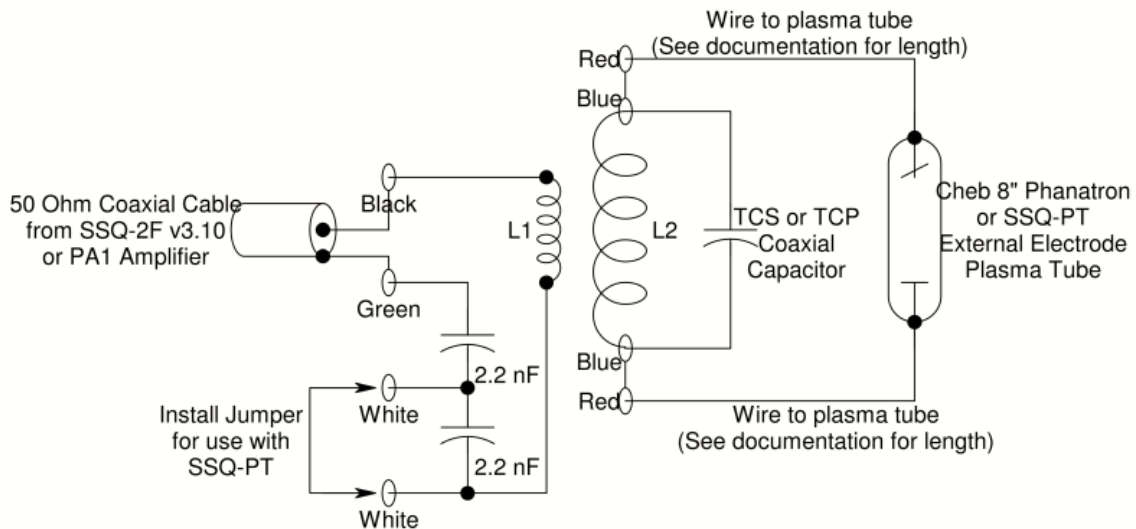 Wire to plasma tube
(See documentation for length)
Red
Blue
50 Ohm Coaxial Cable
from SSQ-2F v3.10
or PA1 Amplifier
Black
Green
L1
L2
TCS or TCP
Coaxial
Capacitor
Cheb 8" Phanatron
or SSQ-PT
External Electrode
Plasma Tube
2.2 nF
White
Install Jumper
for use with
SSQ-PT
2.2 nF
White
Blue
Red
Wire to plasma tube
(See documentation for length)